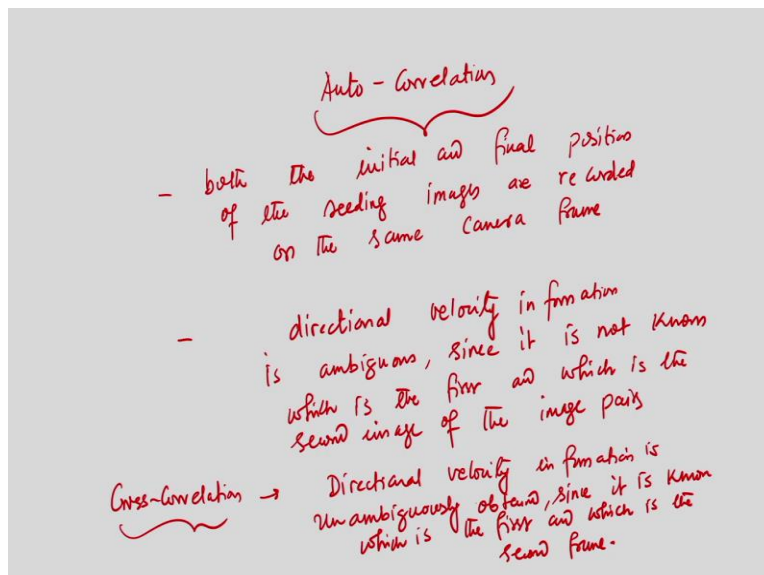 Auto - Correlation
- both the initial and final position
of the seeding images are recorded
on the same camera frame
- directional velocity information
is ambiguous, since it is not known
which is the first and which is the
second image of the image pairs
Cross-Correlation → Directional velocity information is
unambiguously obtained, since it is known
which is the first and which is the
second frame.